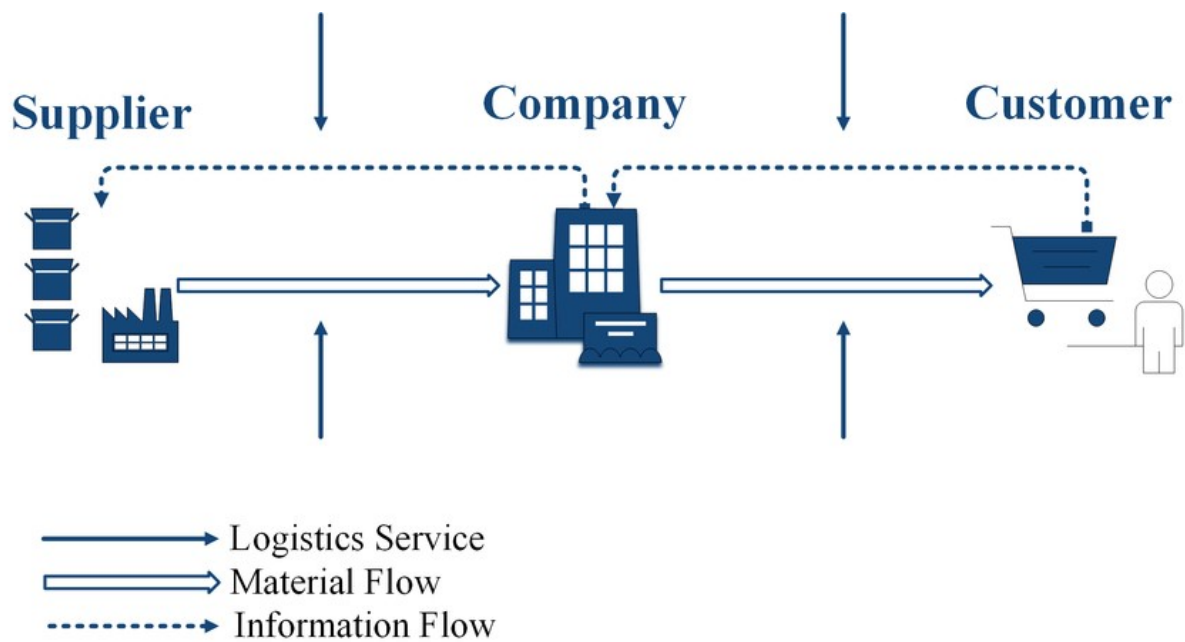 Supplier
Company
Customer
Logistics Service
Material Flow
Information Flow